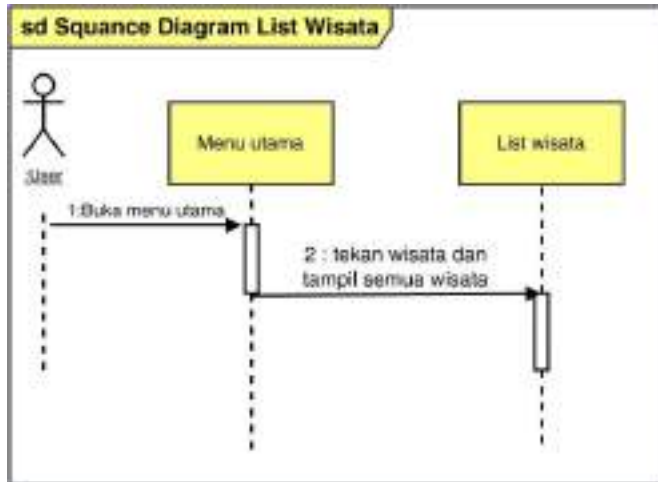 sd Squance Diagram List Wisata
Menu utama
List wisata
User
1:Buka menu utama
2 : tekan wisata dan
tampil semua wisata